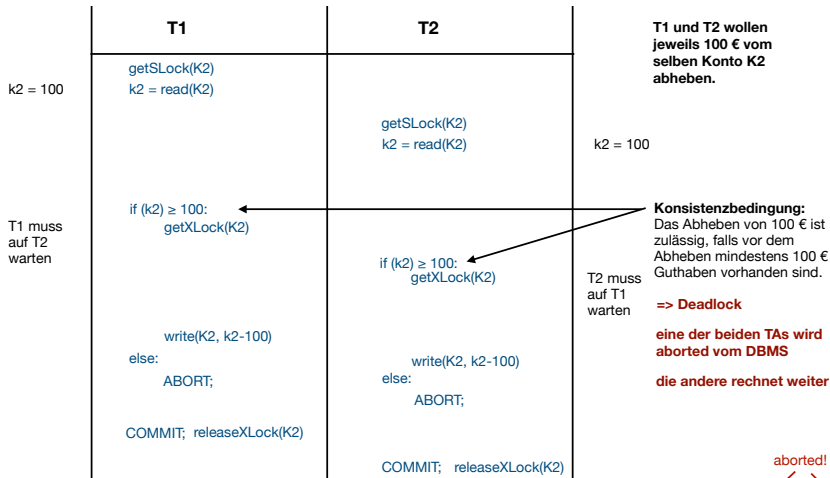 T1
T2
T1 und T2 wollen
jeweils 100 € vom
selben Konto K2
abheben.
getSLock(K2)
k2 = 100
k2 = read(K2)
getSLock(K2)
k2 = read(K2)
k2 = 100
if (k2) ≥ 100:
getXLock(K2)
T1 muss
auf T2
warten
Konsistenzbedingung:
Das Abheben von 100 € ist
zulässig, falls vor dem
Abheben mindestens 100 €
Guthaben vorhanden sind.
if (k2) ≥ 100:
getXLock(K2)
T2 muss
auf T1
warten
=> Deadlock
eine der beiden TAs wird
aborted vom DBMS
die andere rechnet weiter
write(K2, k2-100)
else:
ABORT;
write(K2, k2-100)
else:
ABORT;
COMMIT; releaseXLock(K2)
aborted!
COMMIT; releaseXLock(K2)